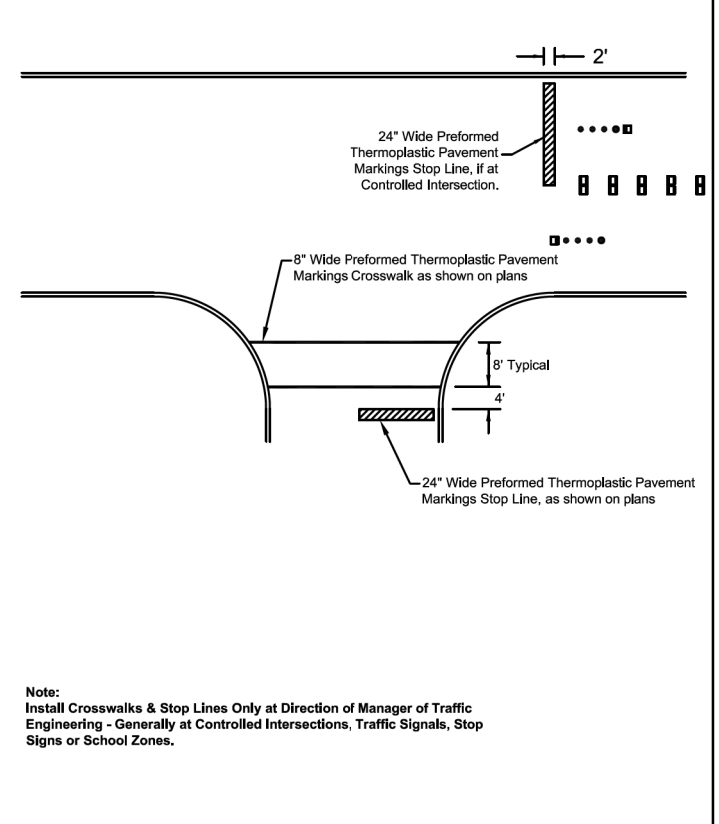 2'
24" Wide Preformed
Thermoplastic Pavement
Markings Stop Line, if at
Controlled Intersection.
8" Wide Preformed Thermoplastic Pavement
Markings Crosswalk as shown on plans
8' Typical
4'
24" Wide Preformed Thermoplastic Pavement
Markings Stop Line, as shown on plans
Note:
Install Crosswalks & Stop Lines Only at Direction of Manager of Traffic
Engineering - Generally at Controlled Intersections, Traffic Signals, Stop
Signs or School Zones.